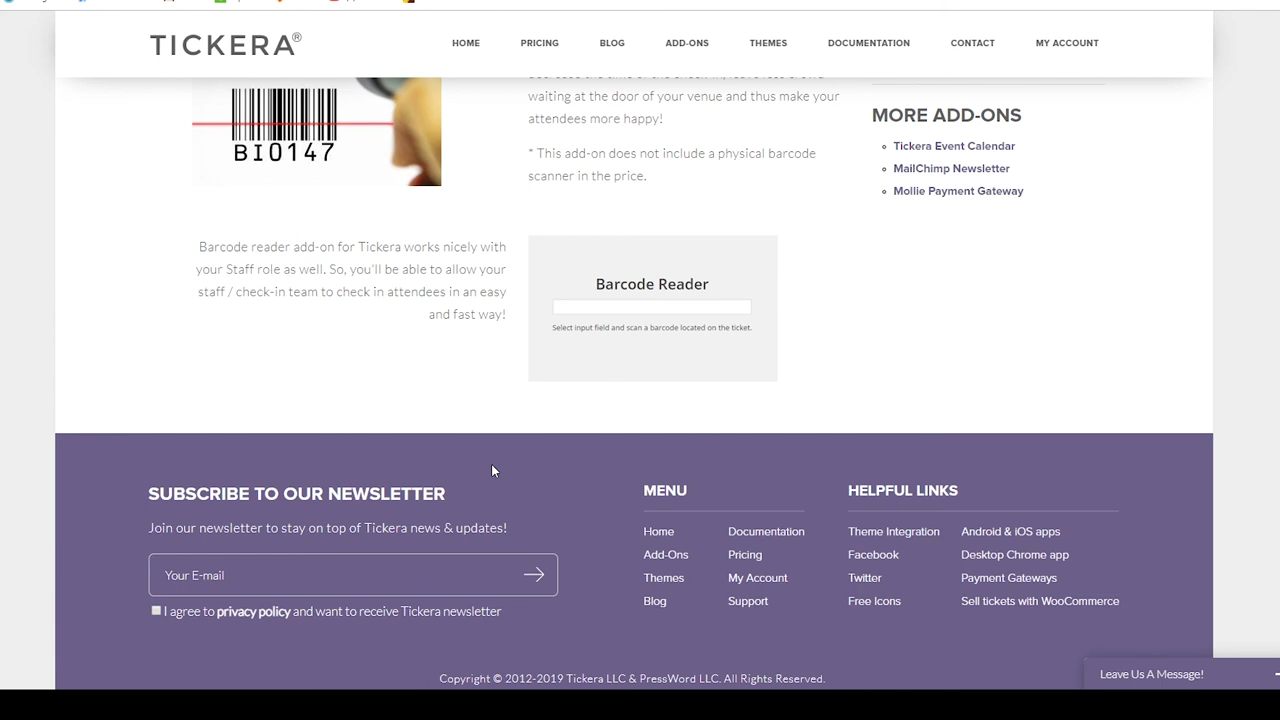 TICKERA®
HOME
PRICING
BLOG
ADD-ONS
THEMES
DOCUMENTATION
CONTACT
MY ACCOUNT
waiting at the door of your venue and thus make your
attendees more happy!
* This add-on does not include a physical barcode
scanner in the price.
BIO147
MORE ADD-ONS
Tickera Event Calendar
MailChimp Newsletter
Mollie Payment Gateway
Barcode reader add-on for Tickera works nicely with
your Staff role as well. So, you'll be able to allow your
staff / check-in team to check in attendees in an easy
and fast way!
Barcode Reader
Select input field and scan a barcode located on the ticket.
SUBSCRIBE TO OUR NEWSLETTER
Join our newsletter to stay on top of Tickera news & updates!
Your E-mail
I agree to privacy policy and want to receive Tickera newsletter
MENU
Home
Add-Ons
Themes
Blog
Documentation
Pricing
My Account
Support
HELPFUL LINKS
Theme Integration
Facebook
Twitter
Free Icons
Android & iOS apps
Desktop Chrome app
Payment Gateways
Sell tickets with WooCommerce
Copyright © 2012-2019 Tickera LLC & PressWord LLC. All Rights Reserved.
Leave Us A Message!